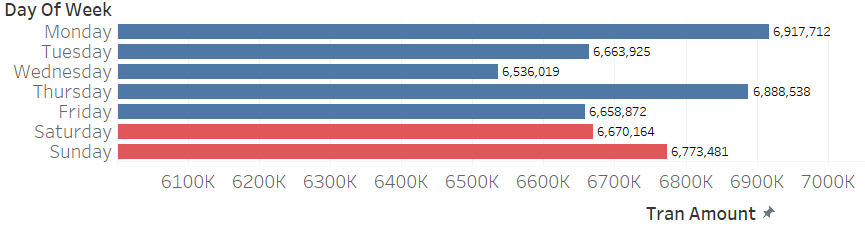 Day Of Week
Monday 6,917,712
Tuesday 6,663,925
Wednesday 6,536,019
Thursday 6,888,538
Friday 6,658,872
Saturday 6,670,164
Sunday 6,773,481
6100K 6200K 6300K 6400K 6500K 6600K 6700K 6800K 6900K 7000K
Tran Amount